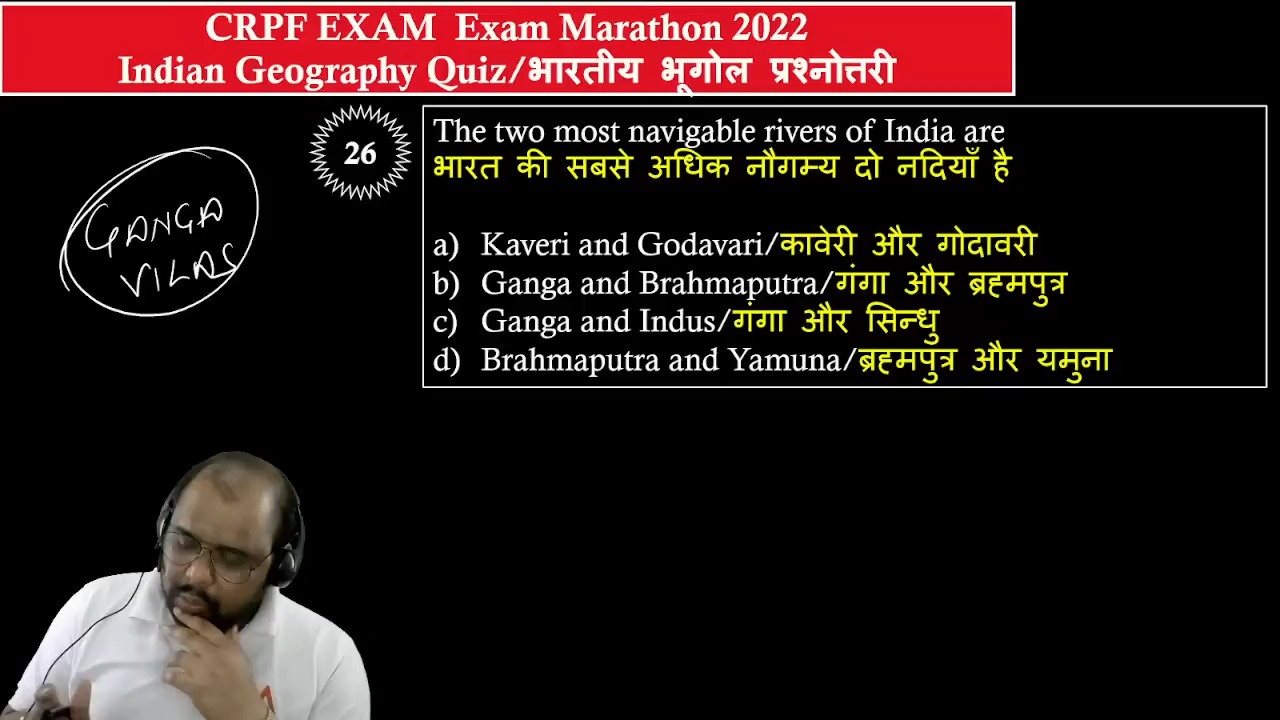 CRPF EXAM Exam Marathon 2022
Indian Geography Quiz/भारतीय भूगोल प्रश्नोत्तरी
26
The two most navigable rivers of India are
भारत की सबसे अधिक नौगम्य दो नदियाँ है
a) Kaveri and Godavari/कावेरी और गोदावरी
b) Ganga and Brahmaputra/गंगा और ब्रह्मपुत्र
c) Ganga and Indus/गंगा और सिन्धु
d) Brahmaputra and Yamuna/ब्रह्मपुत्र और यमुना
GANGA
VILAS